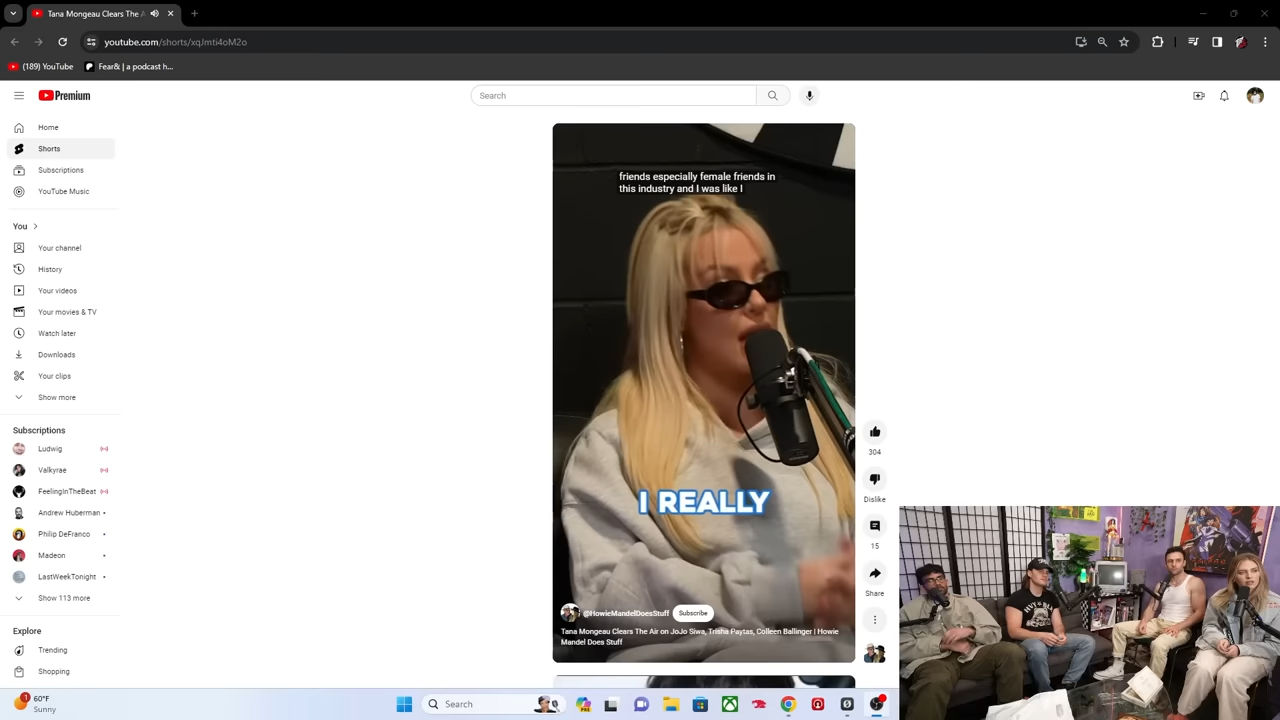 Tana Mongeau Clears The A
youtube.com/shorts/xqJmti4oM2o
(189) YouTube
Fear& | a podcast h...
Premium
Search
Home
Shorts
Subscriptions
YouTube Music
You
Your channel
History
Your videos
Your movies & TV
Watch later
Downloads
Your clips
Show more
Subscriptions
Ludwig
Valkyrae
FeelingInTheBeat
Andrew Huberman
Philip DeFranco
Madeon
LastWeekTonight
Show 113 more
Explore
Trending
Shopping
friends especially female friends in
this industry and I was like I
I REALLY
@HowieMandelDoesStuff
Subscribe
Tana Mongeau Clears The Air on JoJo Siwa, Trisha Paytas, Colleen Ballinger | Howie
Mandel Does Stuff
304
Dislike
15
Share
1
60°F
Sunny
Search